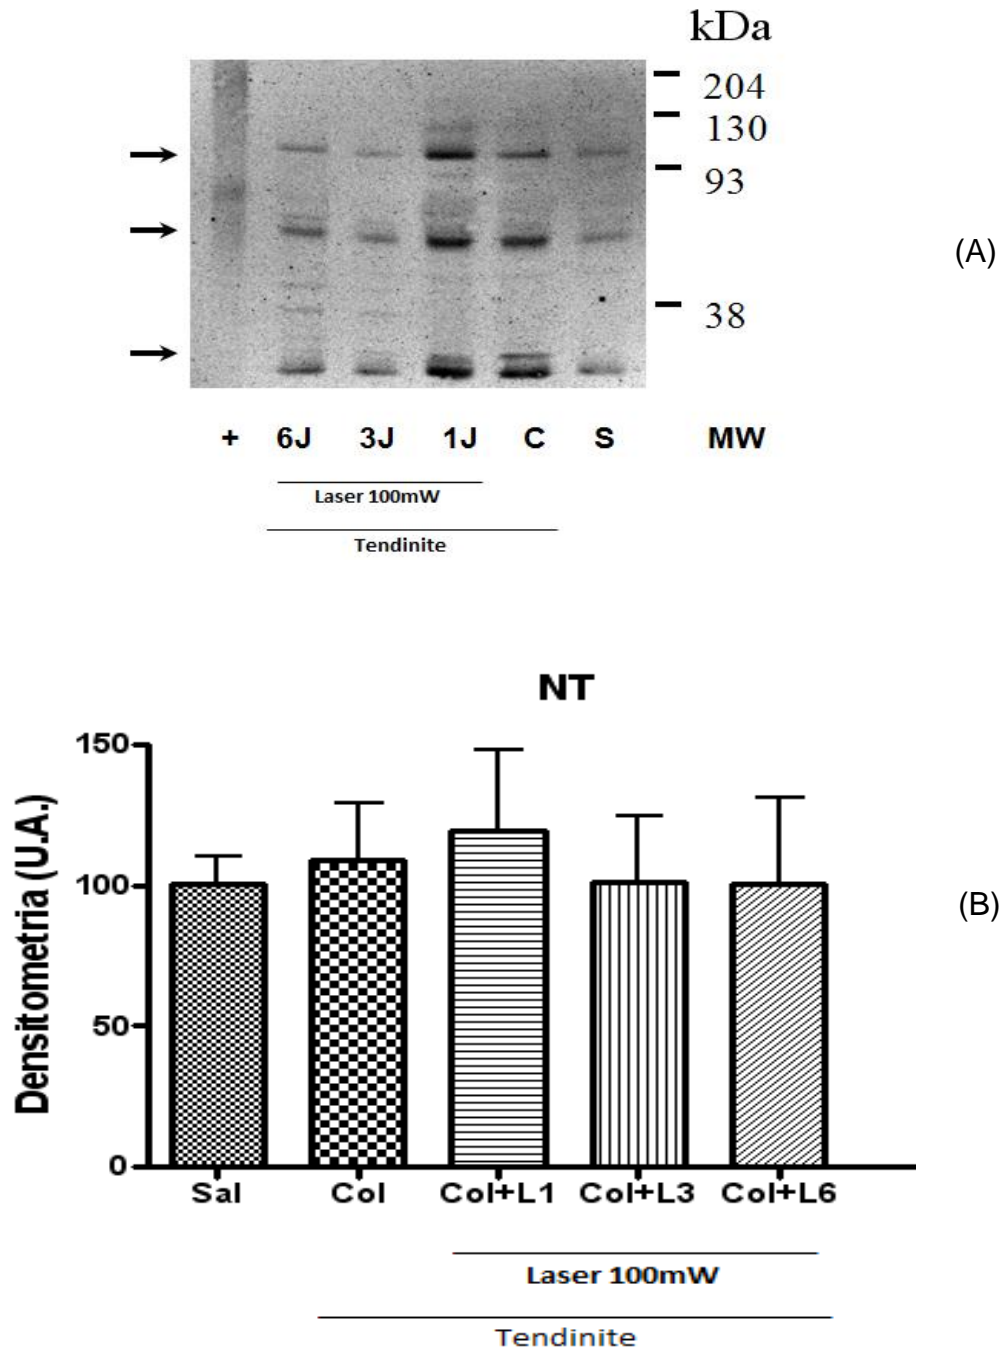 kDa
204
130
93
38
(A)
+ 6J 3J 1J C S MW
Laser 100mW
Tendinite
NT
150
100
50
0
Densitometria (U.A.)
(B)
Sal Col Col+L1 Col+L3 Col+L6
Laser 100mW
Tendinite